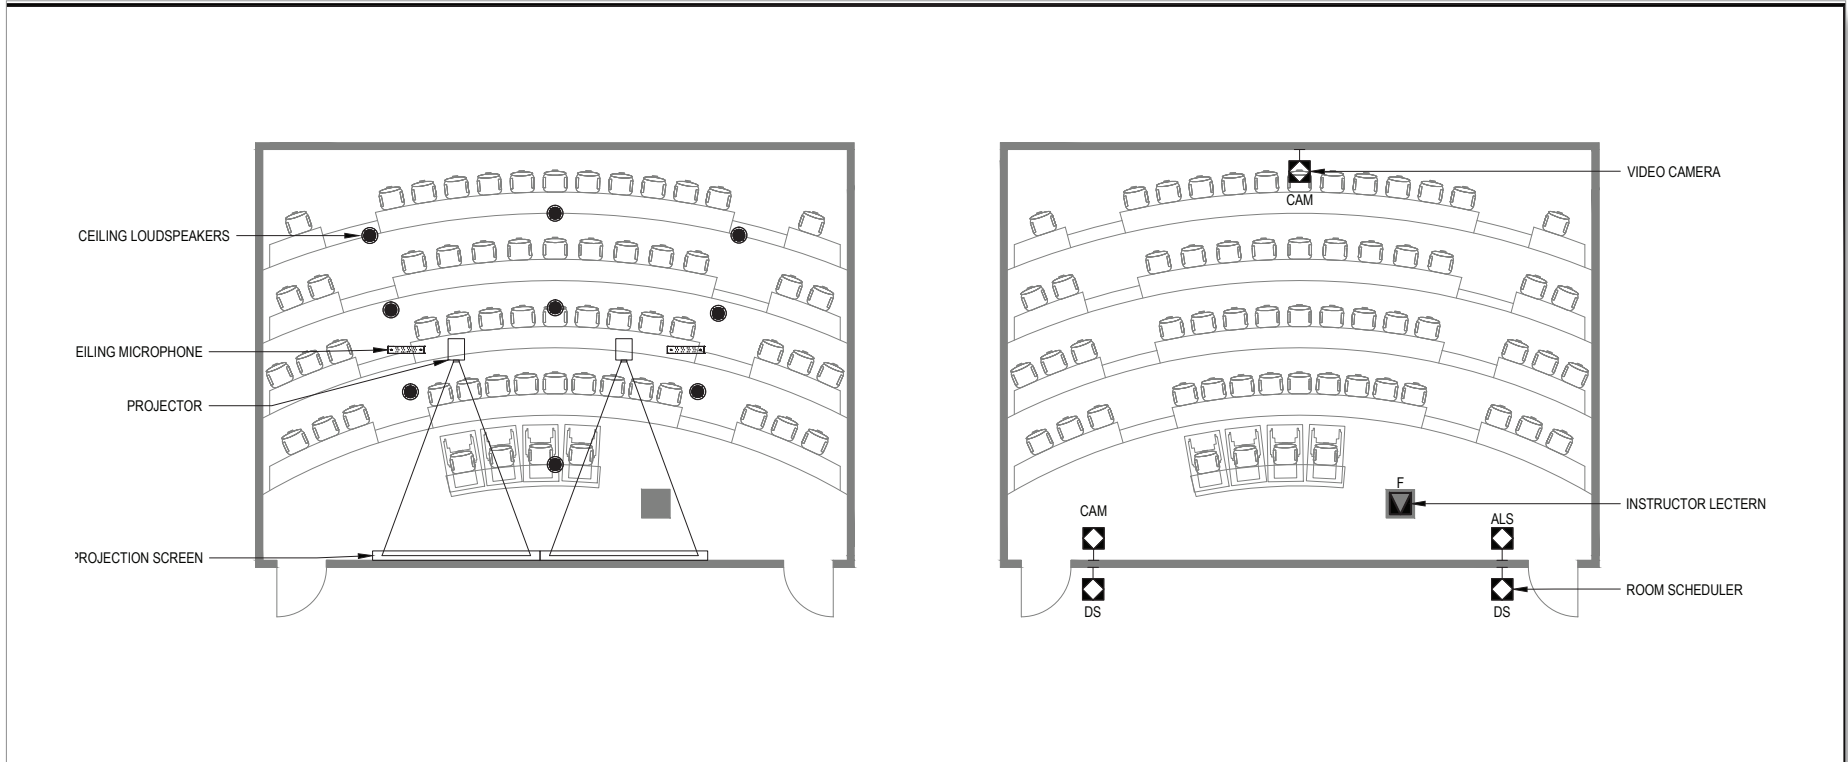 CEILING LOUDSPEAKERS
EILING MICROPHONE
PROJECTOR
PROJECTION SCREEN
CAM
VIDEO CAMERA
F
INSTRUCTOR LECTERN
CAM
ALS
ROOM SCHEDULER
DS
DS